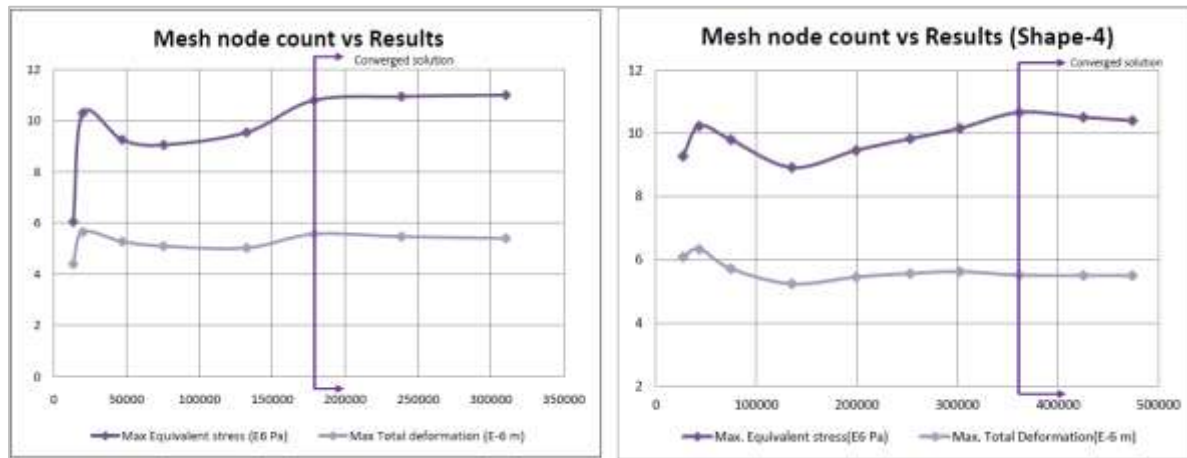 Mesh node count vs Results
Converged solution
12
10
8
6
4
2
0
0 50000 100000 150000 200000 250000 300000 350000
Max Equivalent stress (E6 Pa) Max Total deformation (E-6 m)
Mesh node count vs Results (Shape-4)
Converged solution
12
10
8
6
4
2
0 100000 200000 300000 400000 500000
Max. Equivalent stress(E6 Pa) Max. Total Deformation(E-6 m)